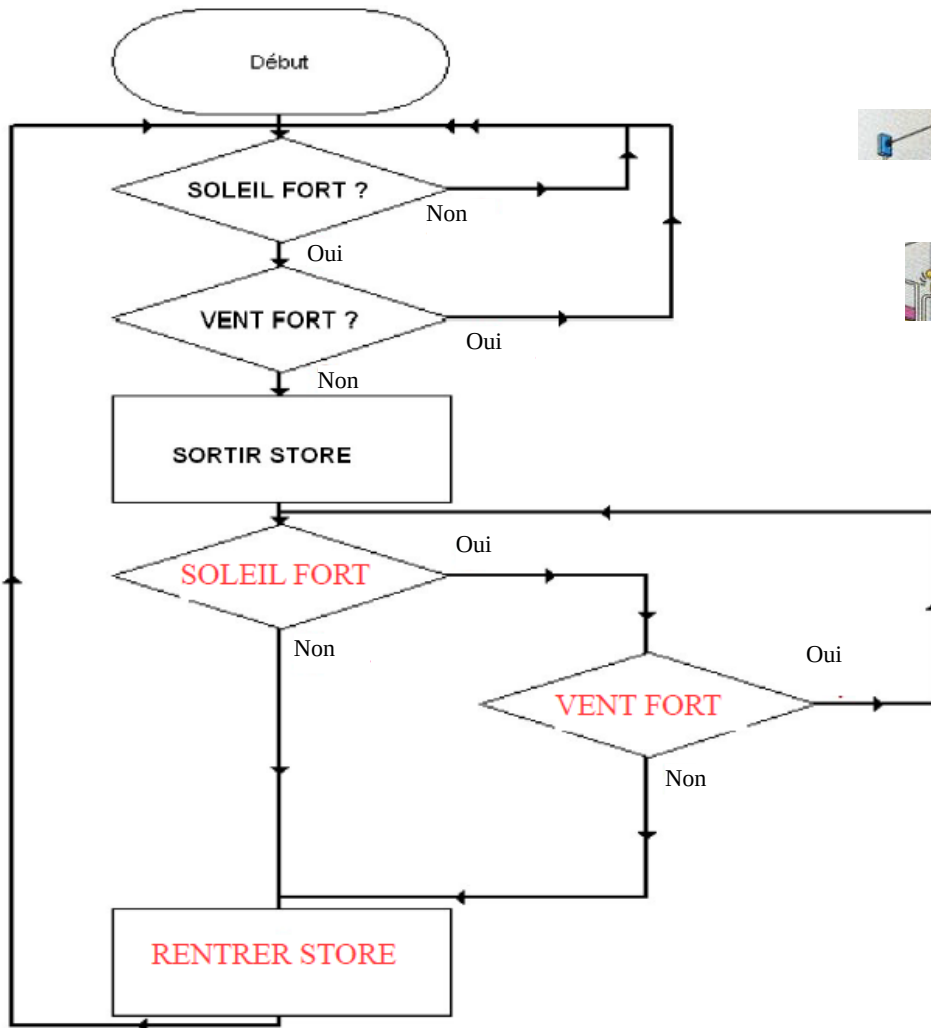 Début
SOLEIL FORT ?
Non
Oui
VENT FORT ?
Oui
Non
SORTIR STORE
Oui
SOLEIL FORT
Non
Oui
VENT FORT
Non
RENTRER STORE